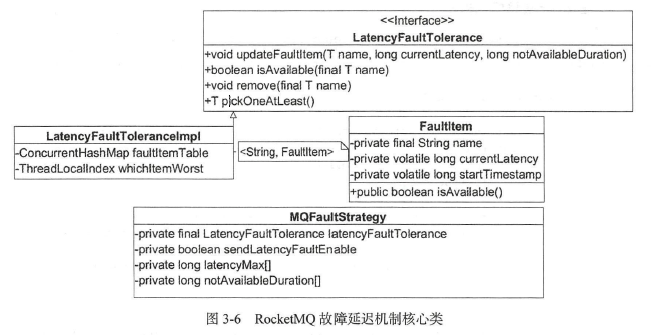 <<Interface>>
LatencyFaultTolerance
+void updateFaultItem(T name, long currentLatency, long notAvailableDuration)
+boolean isAvailable(final T name)
+void remove(final T name)
+T pickOneAtLeast()
LatencyFaultToleranceImpl
-ConcurrentHashMap faultItemTable
-ThreadLocalIndex whichItemWorst
<String, FaultItem>
FaultItem
-private final String name
-private volatile long currentLatency
-private volatile long startTimestamp
+public boolean isAvailable()
MQFaultStrategy
-private final LatencyFaultTolerance latencyFaultTolerance
-private boolean sendLatencyFaultEnable
-private long latencyMax[]
-private long notAvailableDuration[]
图 3-6 RocketMQ 故障延迟机制核心类